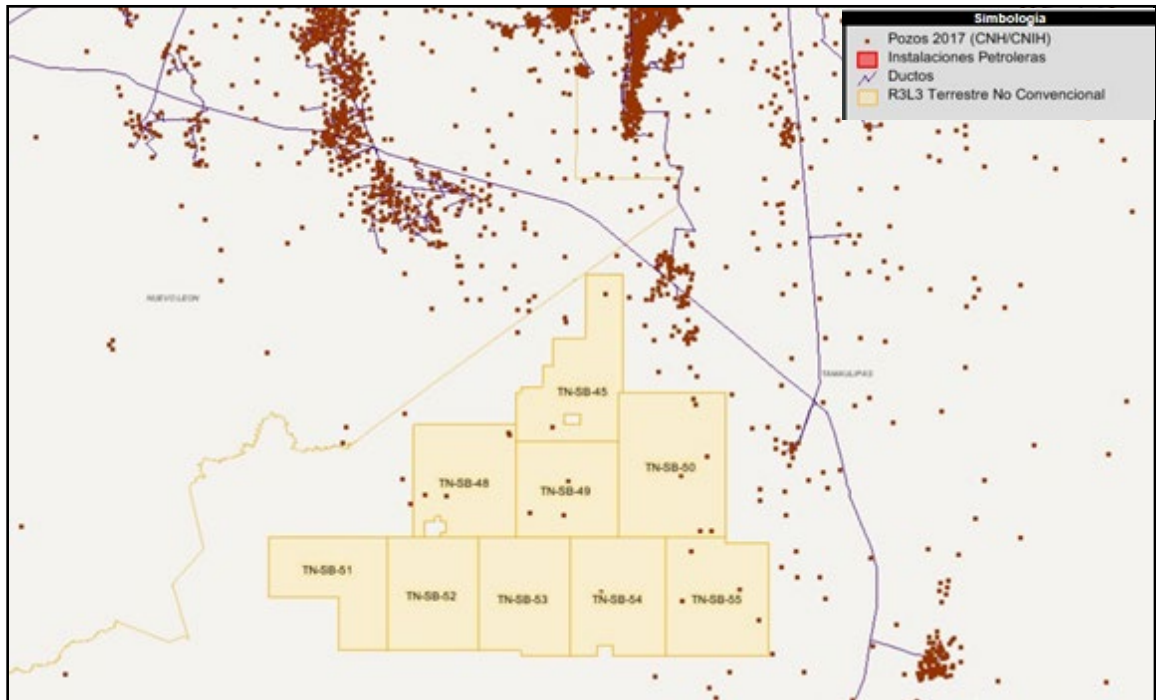 Simbología
Pozos 2017 (CNH/CNIH)
Instalaciones Petroleras
Ductos
R3L3 Terrestre No Convencional
NUEVO LEON
TAMAULIPAS
TN-SB-45
TN-SB-50
TN-SB-48
TN-SB-49
TN-SB-51
TN-SB-52
TN-SB-53
TN-SB-54
TN-SB-55